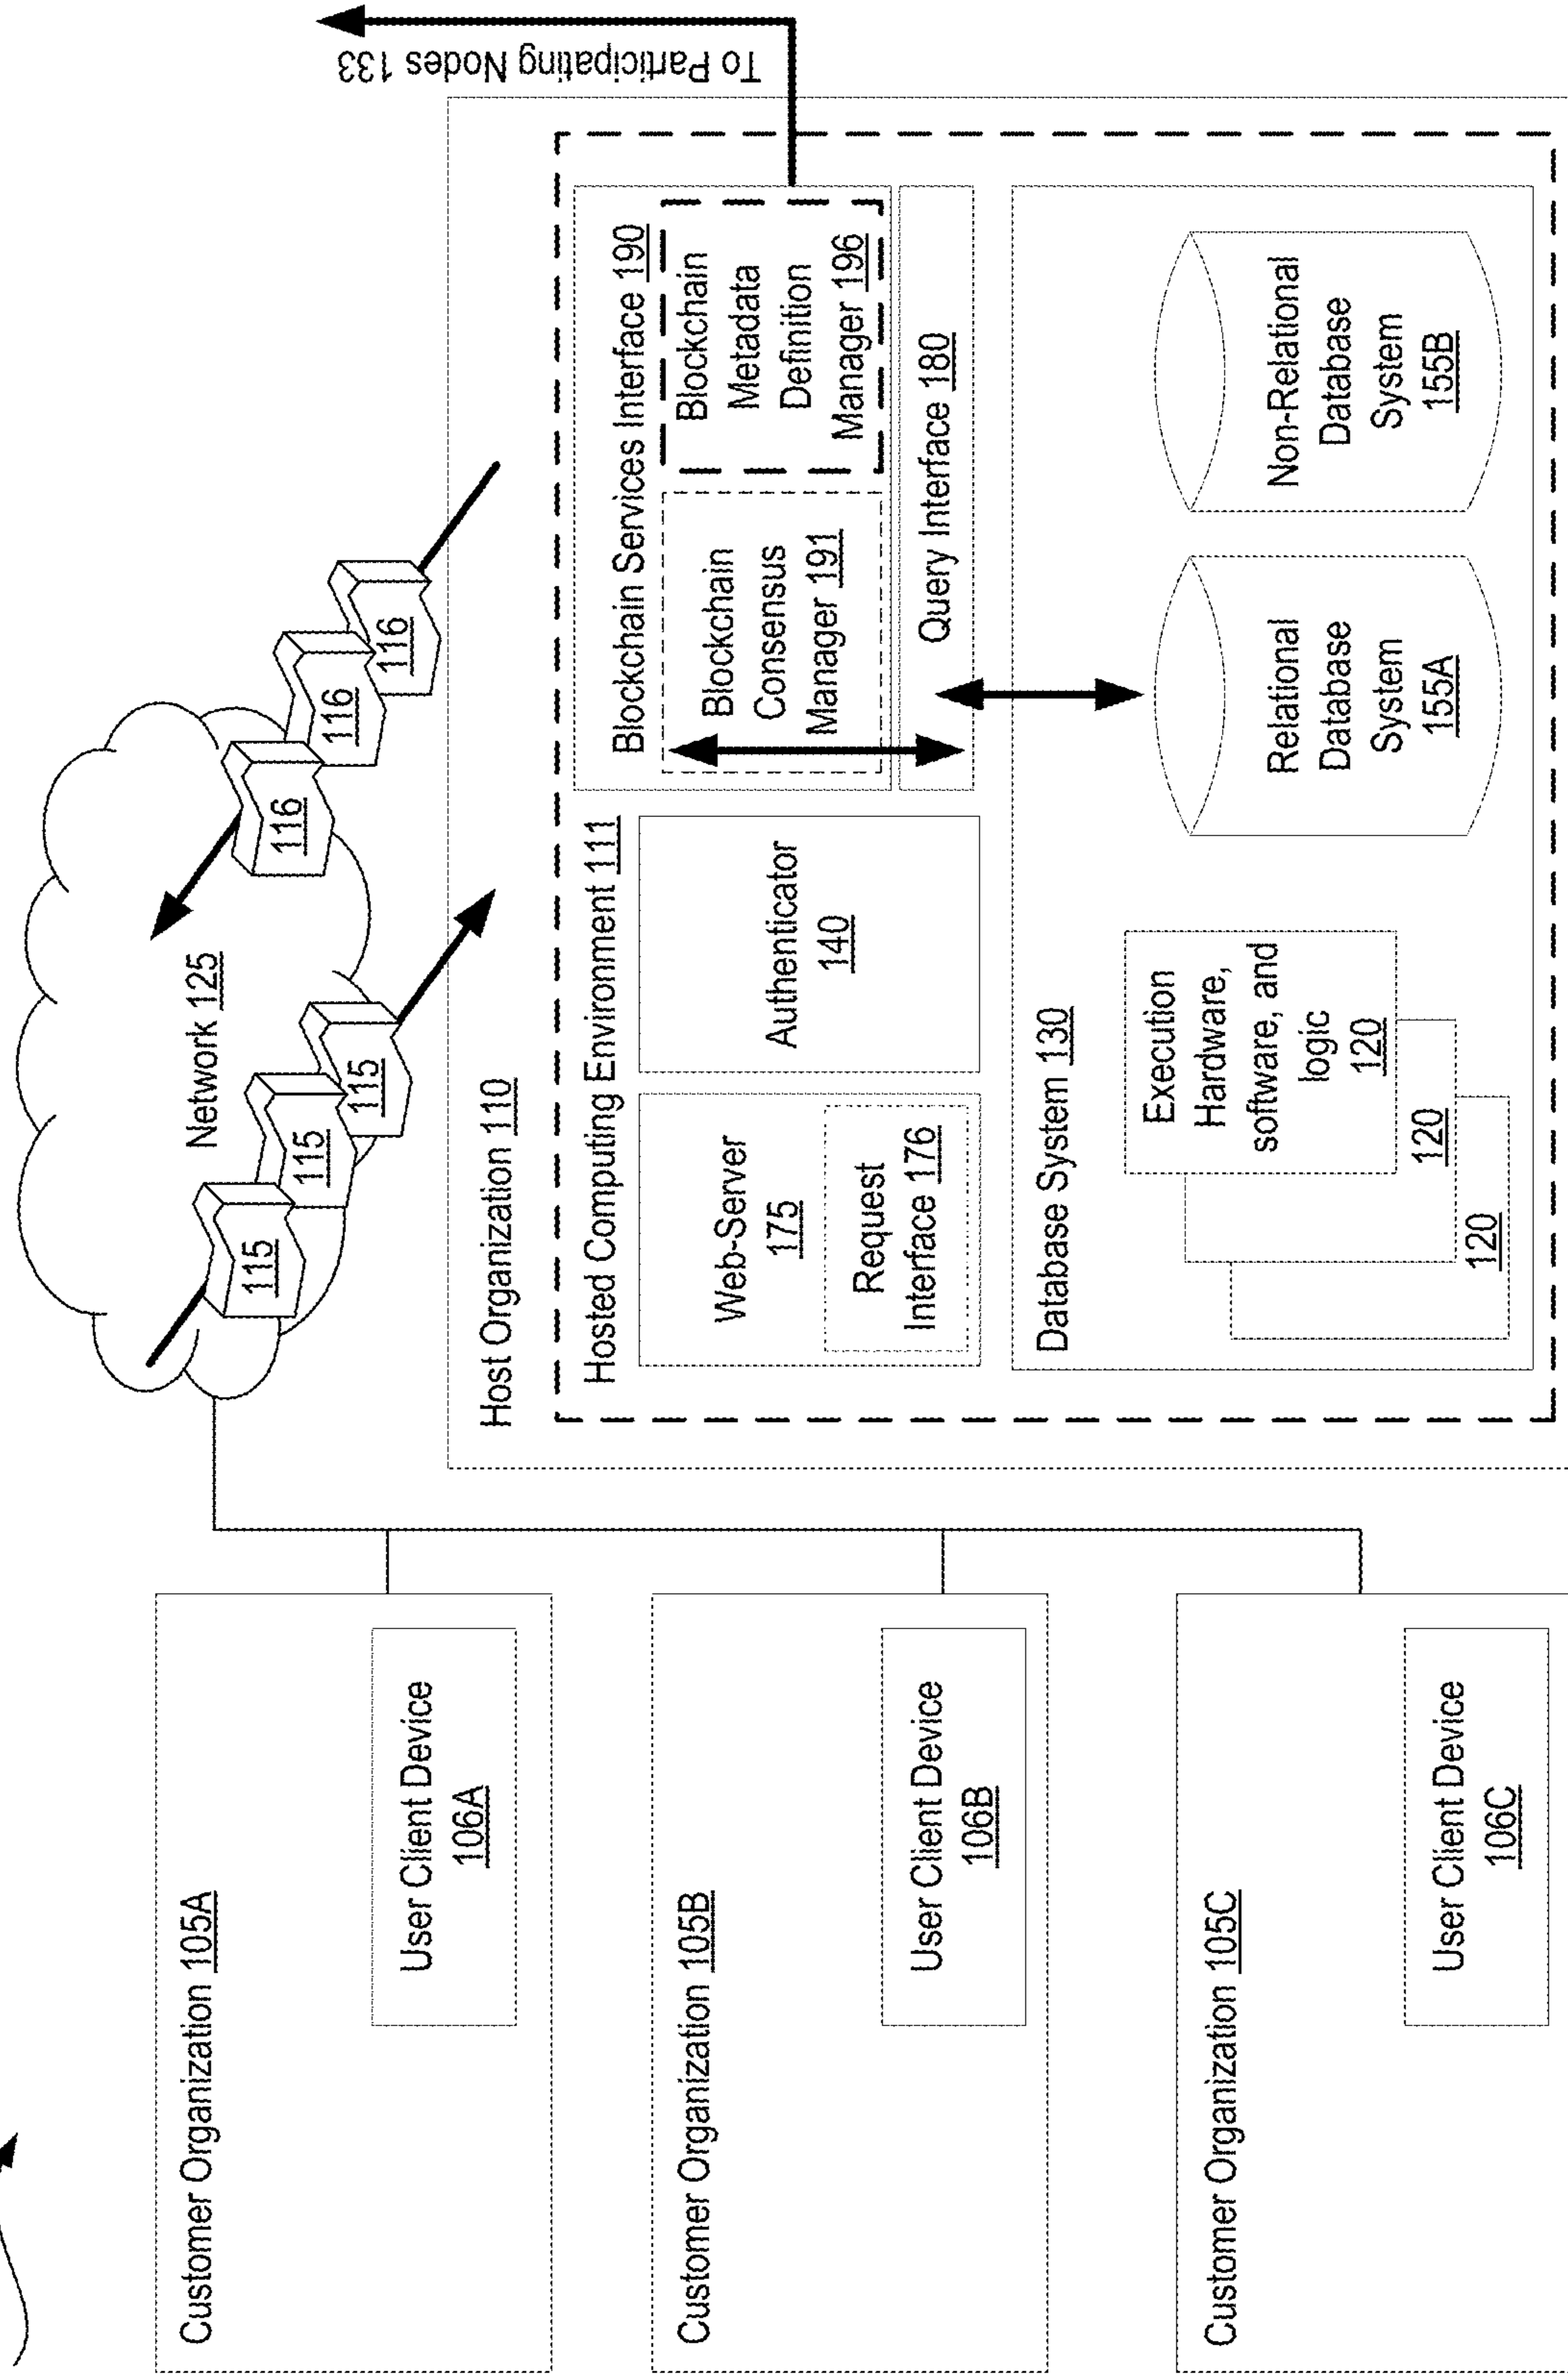 To Participating Nodes 133
Network 125
115
115
115
116
116
116
Customer Organization 105A
User Client Device
106A
Customer Organization 105B
User Client Device
106B
Customer Organization 105C
User Client Device
106C
Host Organization 110
Hosted Computing Environment 111
Web-Server
175
Request
Interface 176
Authenticator
140
Blockchain Services Interface 190
Blockchain
Consensus
Manager 191
Blockchain
Metadata
Definition
Manager 196
Query Interface 180
Database System 130
Execution
Hardware,
software, and
logic
120
120
120
Relational
Database
System
155A
Non-Relational
Database
System
155B